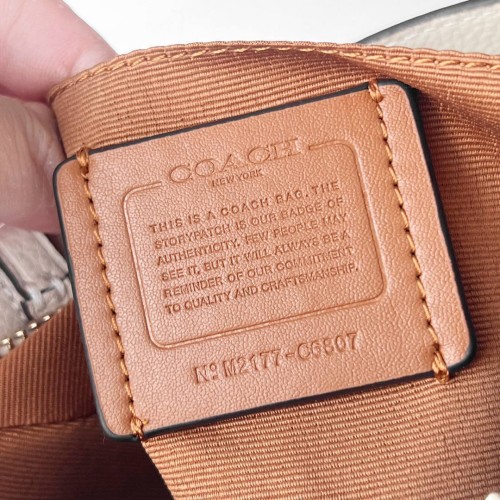 COACH
NEW YORK
THIS IS A COACH BAG. THE
STORYPATCH IS OUR BADGE OF
AUTHENTICITY. FEW PEOPLE MAY
SEE IT, BUT IT WILL ALWAYS BE A
REMINDER OF OUR COMMITMENT
TO QUALITY AND CRAFTSMANSHIP.
Nº M2177-C6807